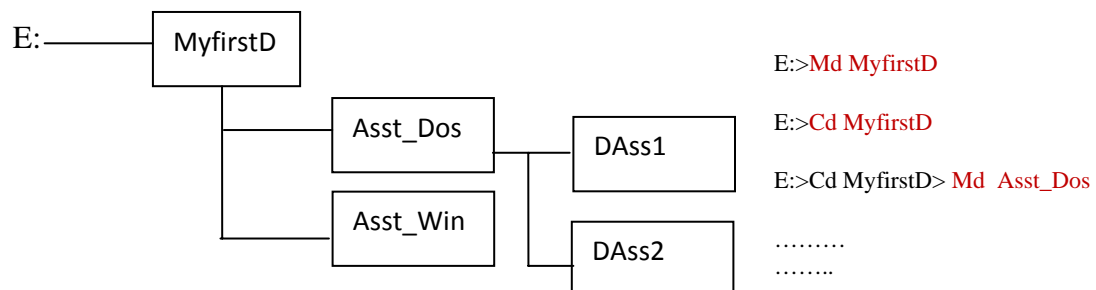 E:
MyfirstD
Asst_Dos
Asst_Win
DAss1
DAss2
E:>Md MyfirstD
E:>Cd MyfirstD
E:>Cd MyfirstD> Md  Asst_Dos
………
……..